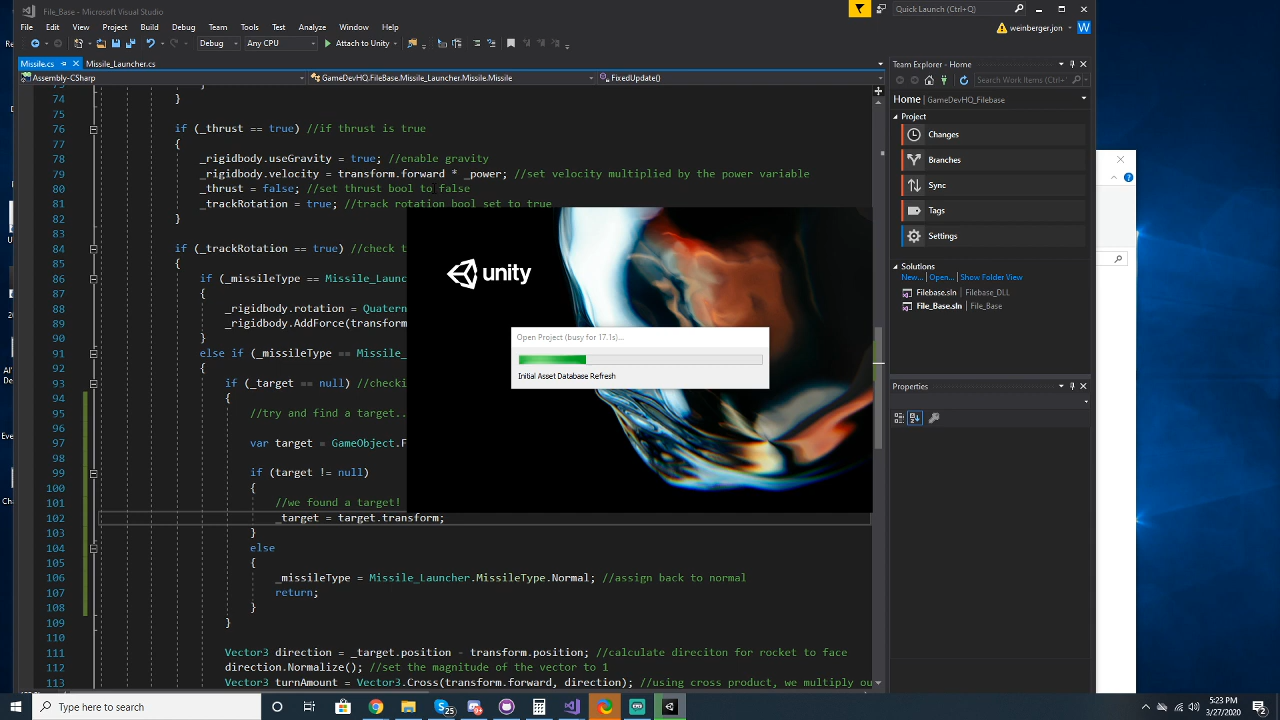 File_Base - Microsoft Visual Studio
Quick Launch (Ctrl+Q)
File Edit View Project Build Debug Team Tools Test Analyze Window Help
weinberger.jon
W
Debug Any CPU Attach to Unity
Missile.cs
Missile_Launcher.cs
Team Explorer - Home
Assembly-CSharp
GameDevHQ.FileBase.Missile_Launcher.Missile.Missile
FixedUpdate()
Search Work Items (Ctrl+'
Home | GameDevHQ_Filebase
Project
Changes
Branches
Sync
Tags
Settings
Solutions
New... | Open... | Show Folder View
Filebase.sln | Filebase_DLL
File_Base.sln | File_Base
Properties
73 }
74 }
75
76 if (_thrust == true) //if thrust is true
77 {
78 _rigidbody.useGravity = true; //enable gravity
79 _rigidbody.velocity = transform.forward * _power; //set velocity multiplied by the power variable
80 _thrust = false; //set thrust bool to false
81 _trackRotation = true; //track rotation bool set to true
82 }
83
84 if (_trackRotation == true) //check t
85 {
86 if (_missileType == Missile_Launc
87 {
88 _rigidbody.rotation = Quatern
89 _rigidbody.AddForce(transform
90 }
91 else if (_missileType == Missile_
92 {
93 if (_target == null) //checki
94 {
95 //try and find a target..
96
97 var target = GameObject.F
98
99 if (target != null)
100 {
101 //we found a target!
102 _target = target.transform;
103 }
104 else
105 {
106 _missileType = Missile_Launcher.MissileType.Normal; //assign back to normal
107 return;
108 }
109 }
110
111 Vector3 direction = _target.position - transform.position; //calculate direciton for rocket to face
112 direction.Normalize(); //set the magnitude of the vector to 1
113 Vector3 turnAmount = Vector3.Cross(transform.forward, direction); //using cross product, we multiply ou
unity
Open Project (busy for 17.1s)...
Initial Asset Database Refresh
Type here to search
25
5:23 PM
3/27/2020
2